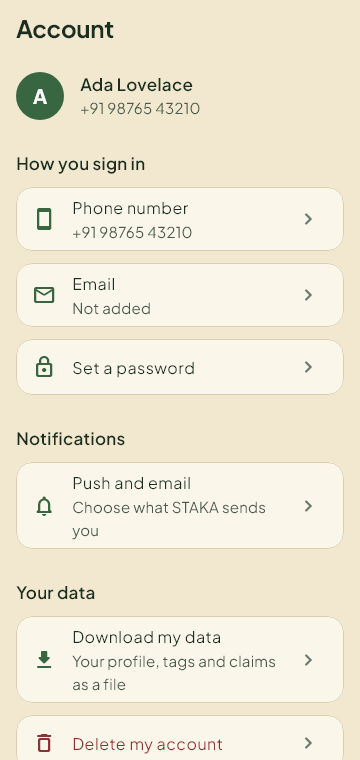 Account
A
Ada Lovelace
+91 98765 43210
How you sign in
Phone number
+91 98765 43210
Email
Not added
Set a password
Notifications
Push and email
Choose what STAKA sends
you
Your data
Download my data
Your profile, tags and claims
as a file
Delete my account